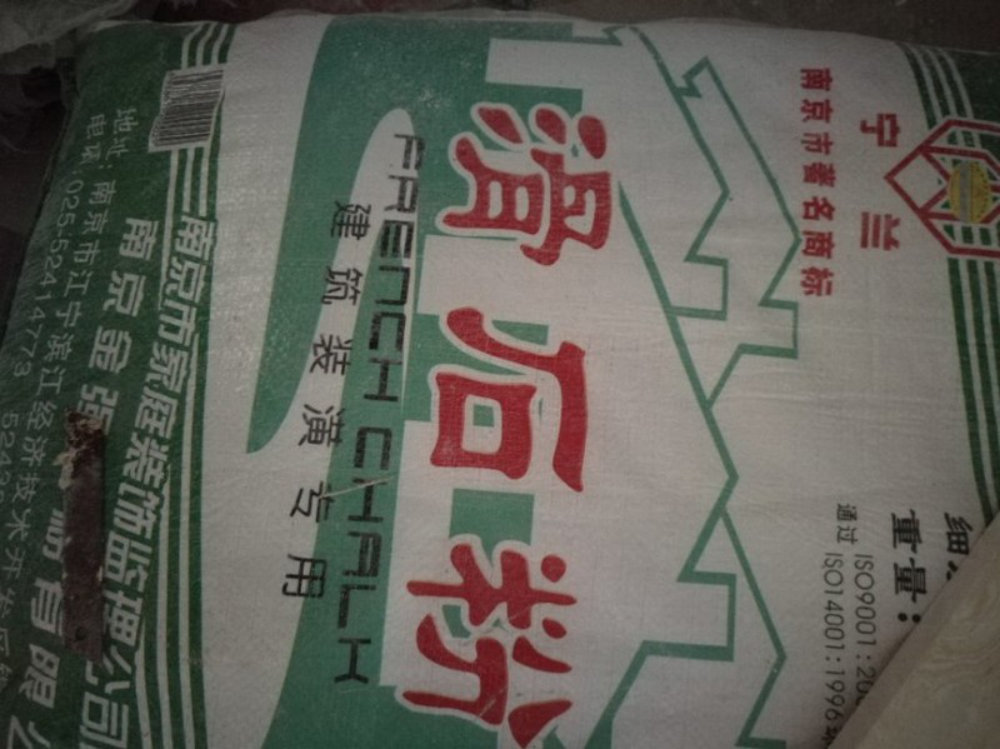 宁兰
南京市著名商标
重量：
ISO9001:20
通过 ISO14001:1996
滑石粉
FRENCH CHALK
建筑装潢专用
南京市家庭装饰监理公司
南京金强 有限
地址：南京市江宁滨江经济技术开发区
电话:025-52414773